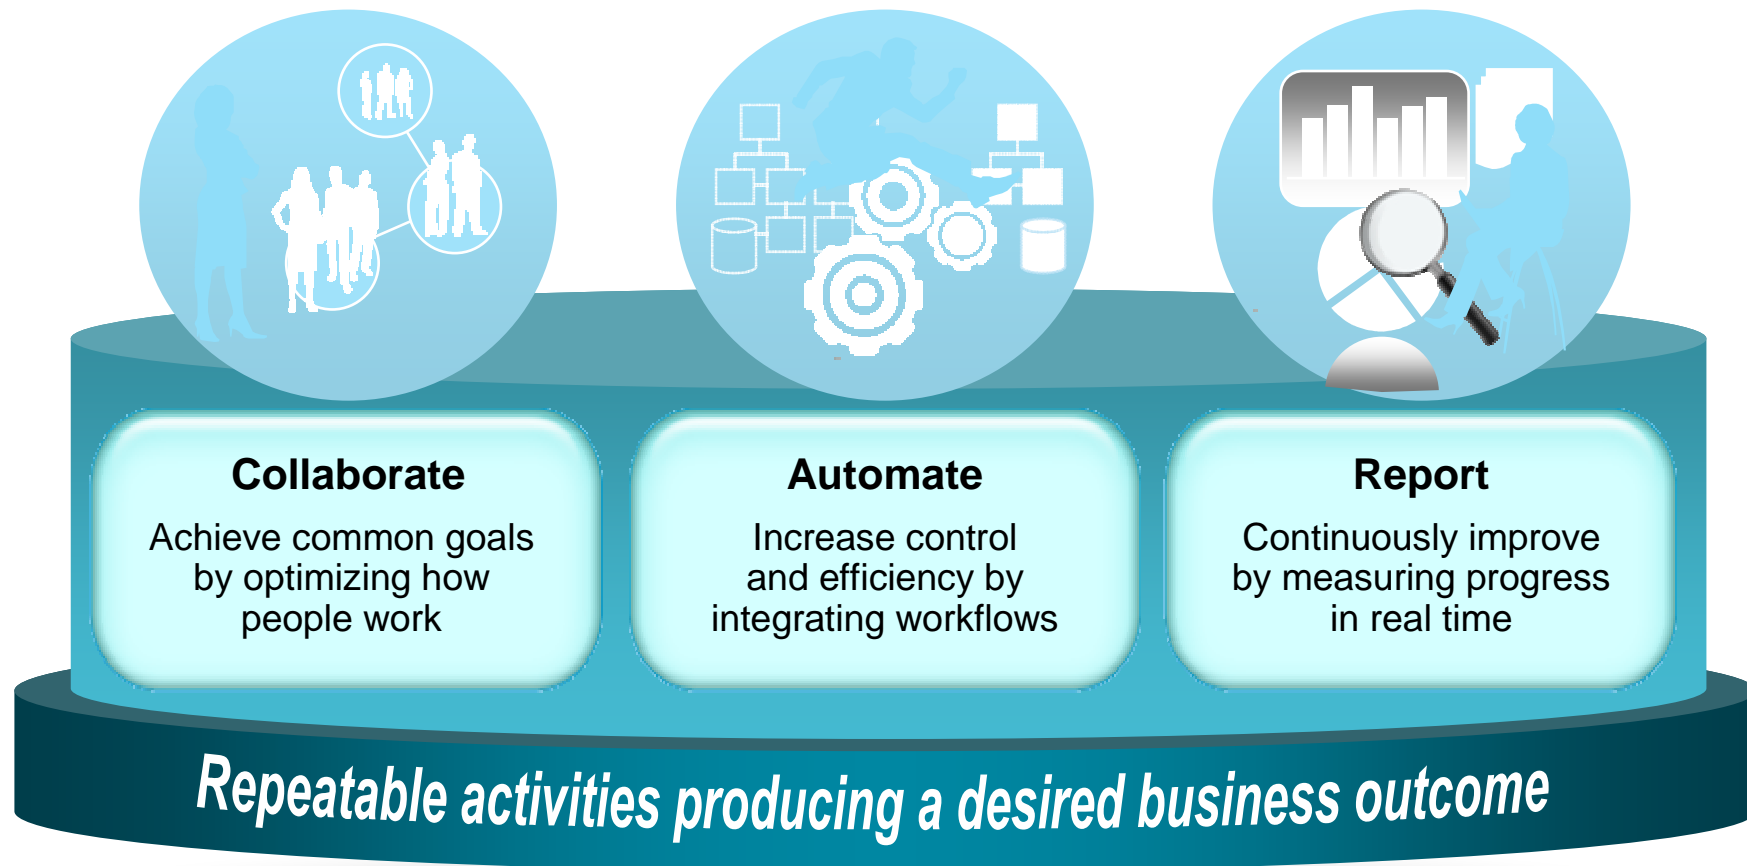 Collaborate
Achieve common goals
by optimizing how
people work
Automate
Increase control
and efficiency by
integrating workflows
Report
Continuously improve
by measuring progress
in real time
Repeatable activities producing a desired business outcome